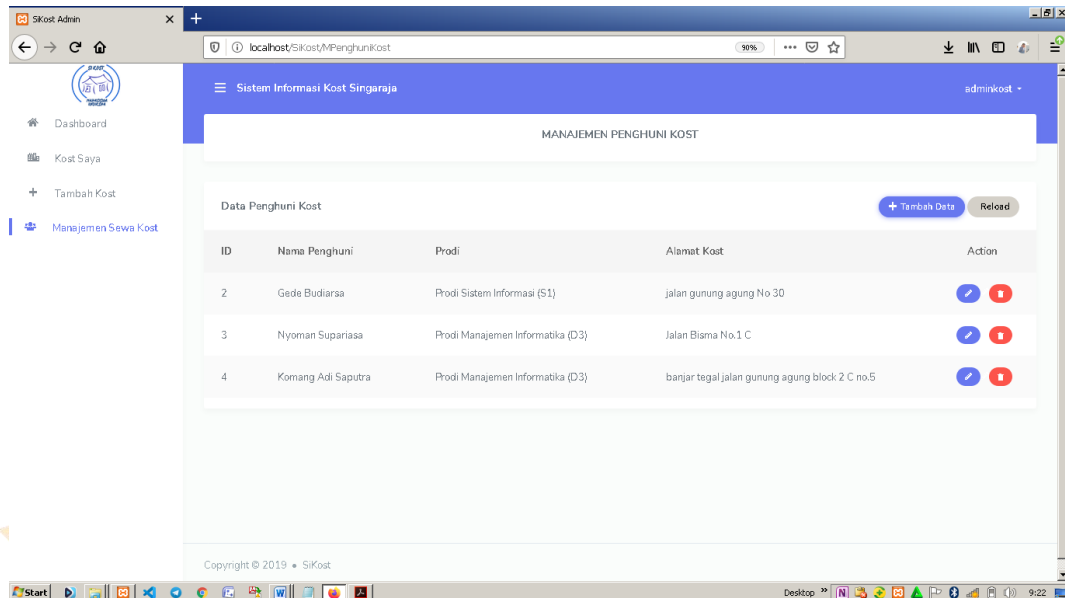 SiKost Admin
localhost/SiKost/MPenghuniKost
90%
SI KOST
Sistem Informasi Kost Singaraja
adminkost
Dashboard
Kost Saya
Tambah Kost
Manajemen Sewa Kost
MANAJEMEN PENGHUNI KOST
Data Penghuni Kost
Tambah Data
Reload
ID Nama Penghuni Prodi Alamat Kost Action
2 Gede Budiarsa Prodi Sistem Informasi (S1) jalan gunung agung No 30
3 Nyoman Supariasa Prodi Manajemen Informatika (D3) Jalan Bisma No.1 C
4 Komang Adi Saputra Prodi Manajemen Informatika (D3) banjar tegal jalan gunung agung block 2 C no.5
Copyright © 2019 • SiKost
Start
Desktop »
9:22